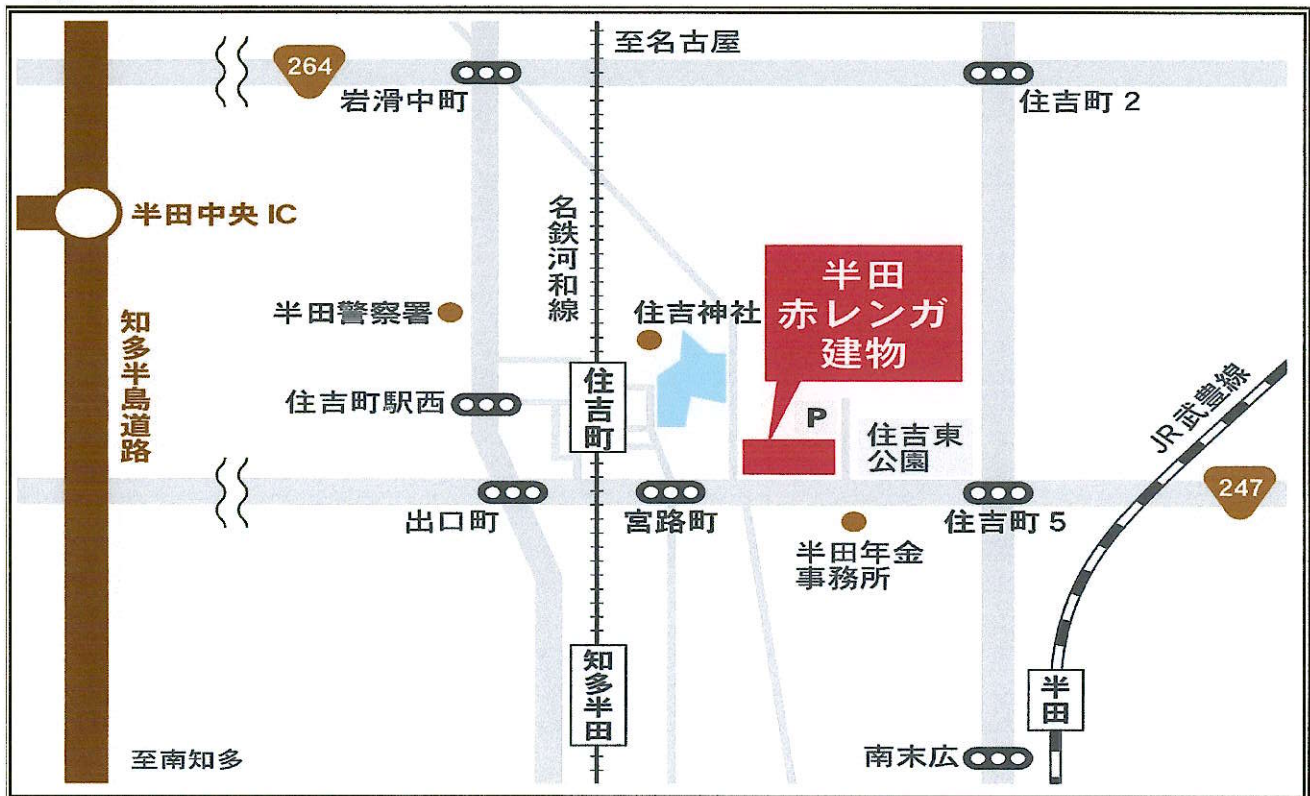 至名古屋
264
岩滑中町
住吉町 2
半田中央 IC
名鉄河和線
半田
赤レンガ
建物
半田警察署
住吉神社
知多半島道路
住吉町
住吉町駅西
P
住吉東
公園
JR武豊線
247
出口町
宮路町
住吉町 5
半田年金
事務所
知多半田
半田
至南知多
南末広